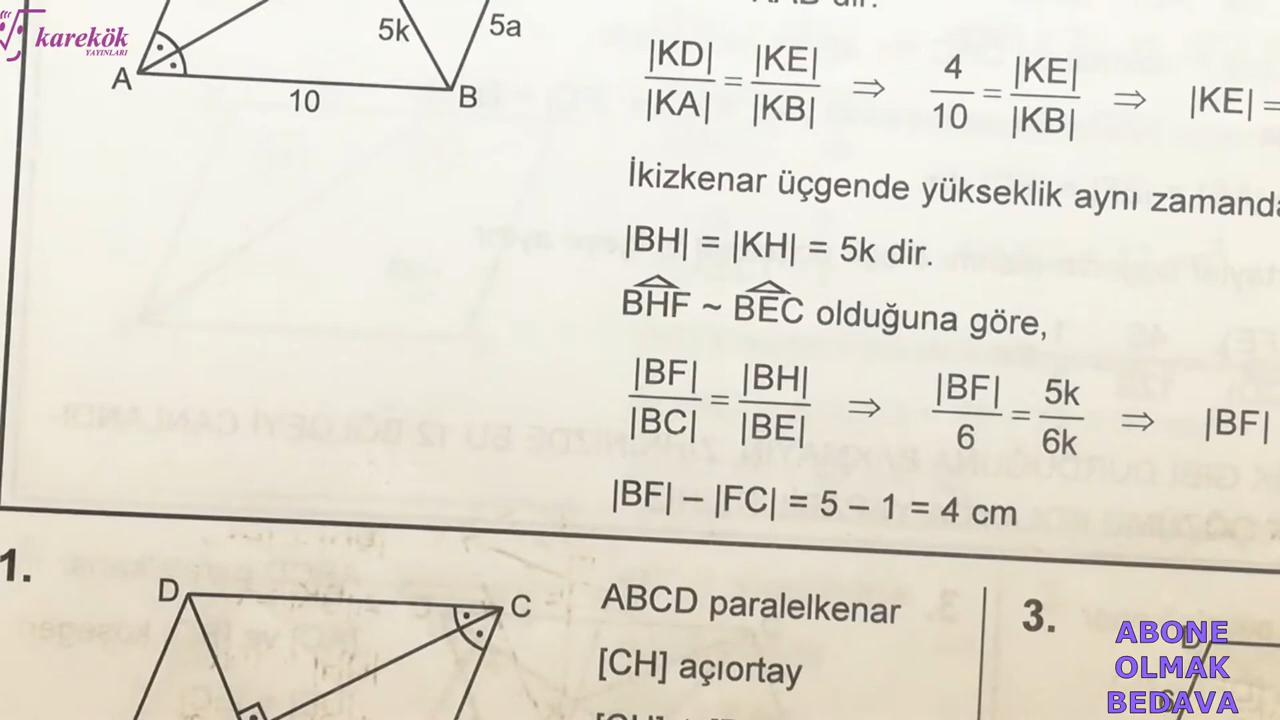 karekök
YAYINLARI
5k
5a
A
10
B
|KD| / |KA| = |KE| / |KB| ⇒ 4 / 10 = |KE| / |KB| ⇒ |KE| =
İkizkenar üçgende yükseklik aynı
|BH| = |KH| = 5k dir.
BHF ~ BEC olduğuna göre,
|BF| / |BC| = |BH| / |BE| ⇒ |BF| / 6 = 5k / 6k ⇒ |BF|
|BF| – |FC| = 5 – 1 = 4 cm
1.
D
C
ABCD paralelkenar
[CH] açıortay
3.
D
ABONE
OLMAK
BEDAVA